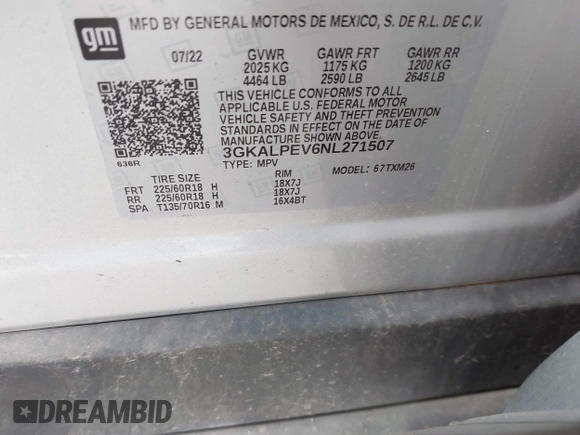 gm
MFD BY GENERAL MOTORS DE MEXICO, S. DE R.L. DE C.V.
07/22 GVWR GAWR FRT GAWR RR
2025 KG 1175 KG 1200 KG
4464 LB 2590 LB 2645 LB
THIS VEHICLE CONFORMS TO ALL
APPLICABLE U.S. FEDERAL MOTOR
VEHICLE SAFETY AND THEFT PREVENTION
STANDARDS IN EFFECT ON THE DATE OF
MANUFACTURE SHOWN ABOVE.
3GKALPEV6NL271507
636R TYPE: MPV MODEL: 67TXM26
TIRE SIZE RIM
FRT 225/60R18 H 18X7J
RR 225/60R18 H 18X7J
SPA T135/70R16 M 16X4BT
DREAMBID